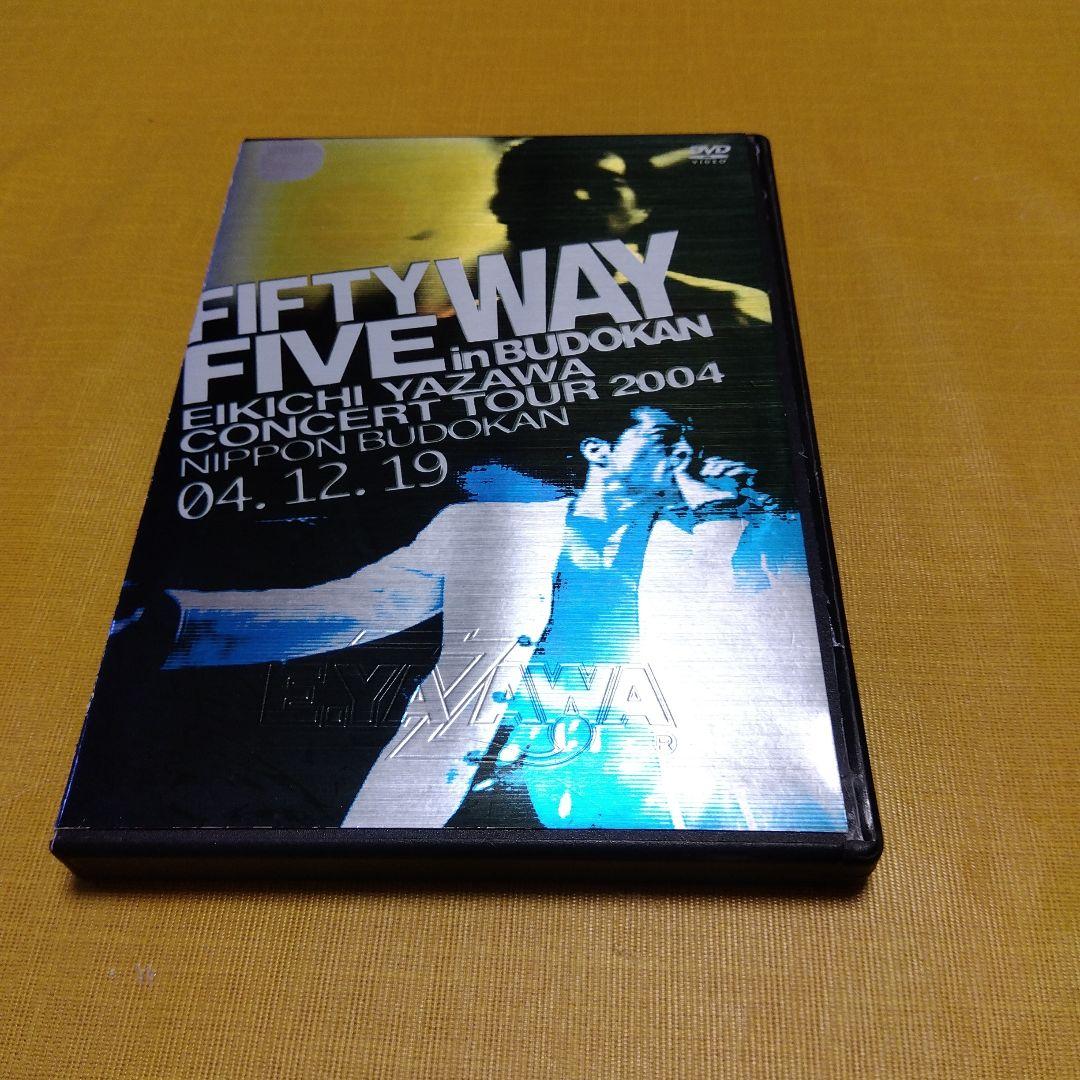 DVD
VIDEO
FIFTY
FIVE WAY
in BUDOKAN
EIKICHI YAZAWA
CONCERT TOUR 2004
NIPPON BUDOKAN
04. 12. 19
E.YAZAWA
R